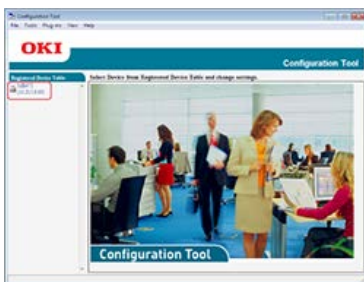 Configuration Tool
File Tools Plug-ins View Help
OKI
Configuration Tool
Registered Device Table
Select Device from Registered Device Table and change settings.
Configuration Tool